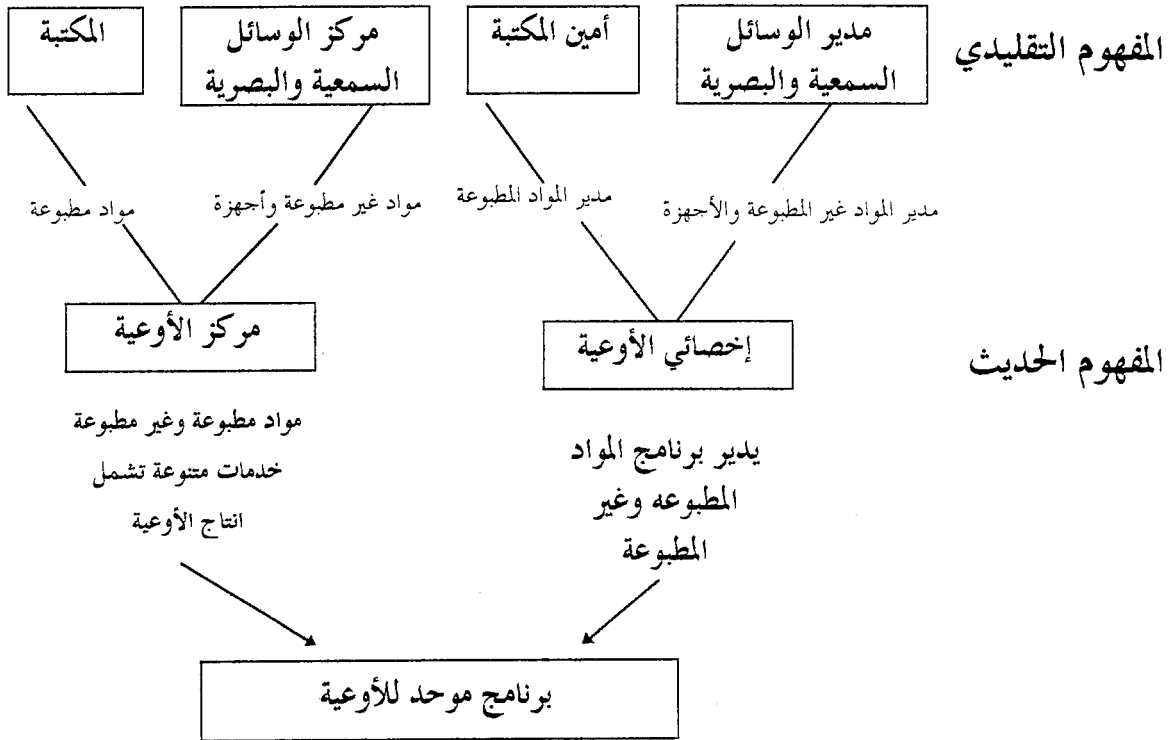 المفهوم التقليدي
مدير الوسائل
السمعية والبصرية
أمين المكتبة
مركز الوسائل
السمعية والبصرية
المكتبة
مدير المواد غير المطبوعة والأجهزة
مدير المواد المطبوعة
مواد غير مطبوعة وأجهزة
مواد مطبوعة
المفهوم الحديث
إخصائي الأوعية
مركز الأوعية
يدير برنامج المواد
المطبوعه وغير
المطبوعة
مواد مطبوعة وغير مطبوعة
خدمات متنوعة تشمل
انتاج الأوعية
برنامج موحد للأوعية